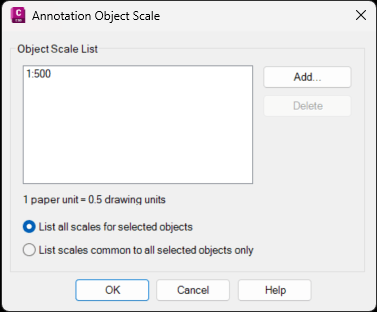 Annotation Object Scale
Object Scale List
1:500
Add...
Delete
1 paper unit = 0.5 drawing units
List all scales for selected objects
List scales common to all selected objects only
OK
Cancel
Help